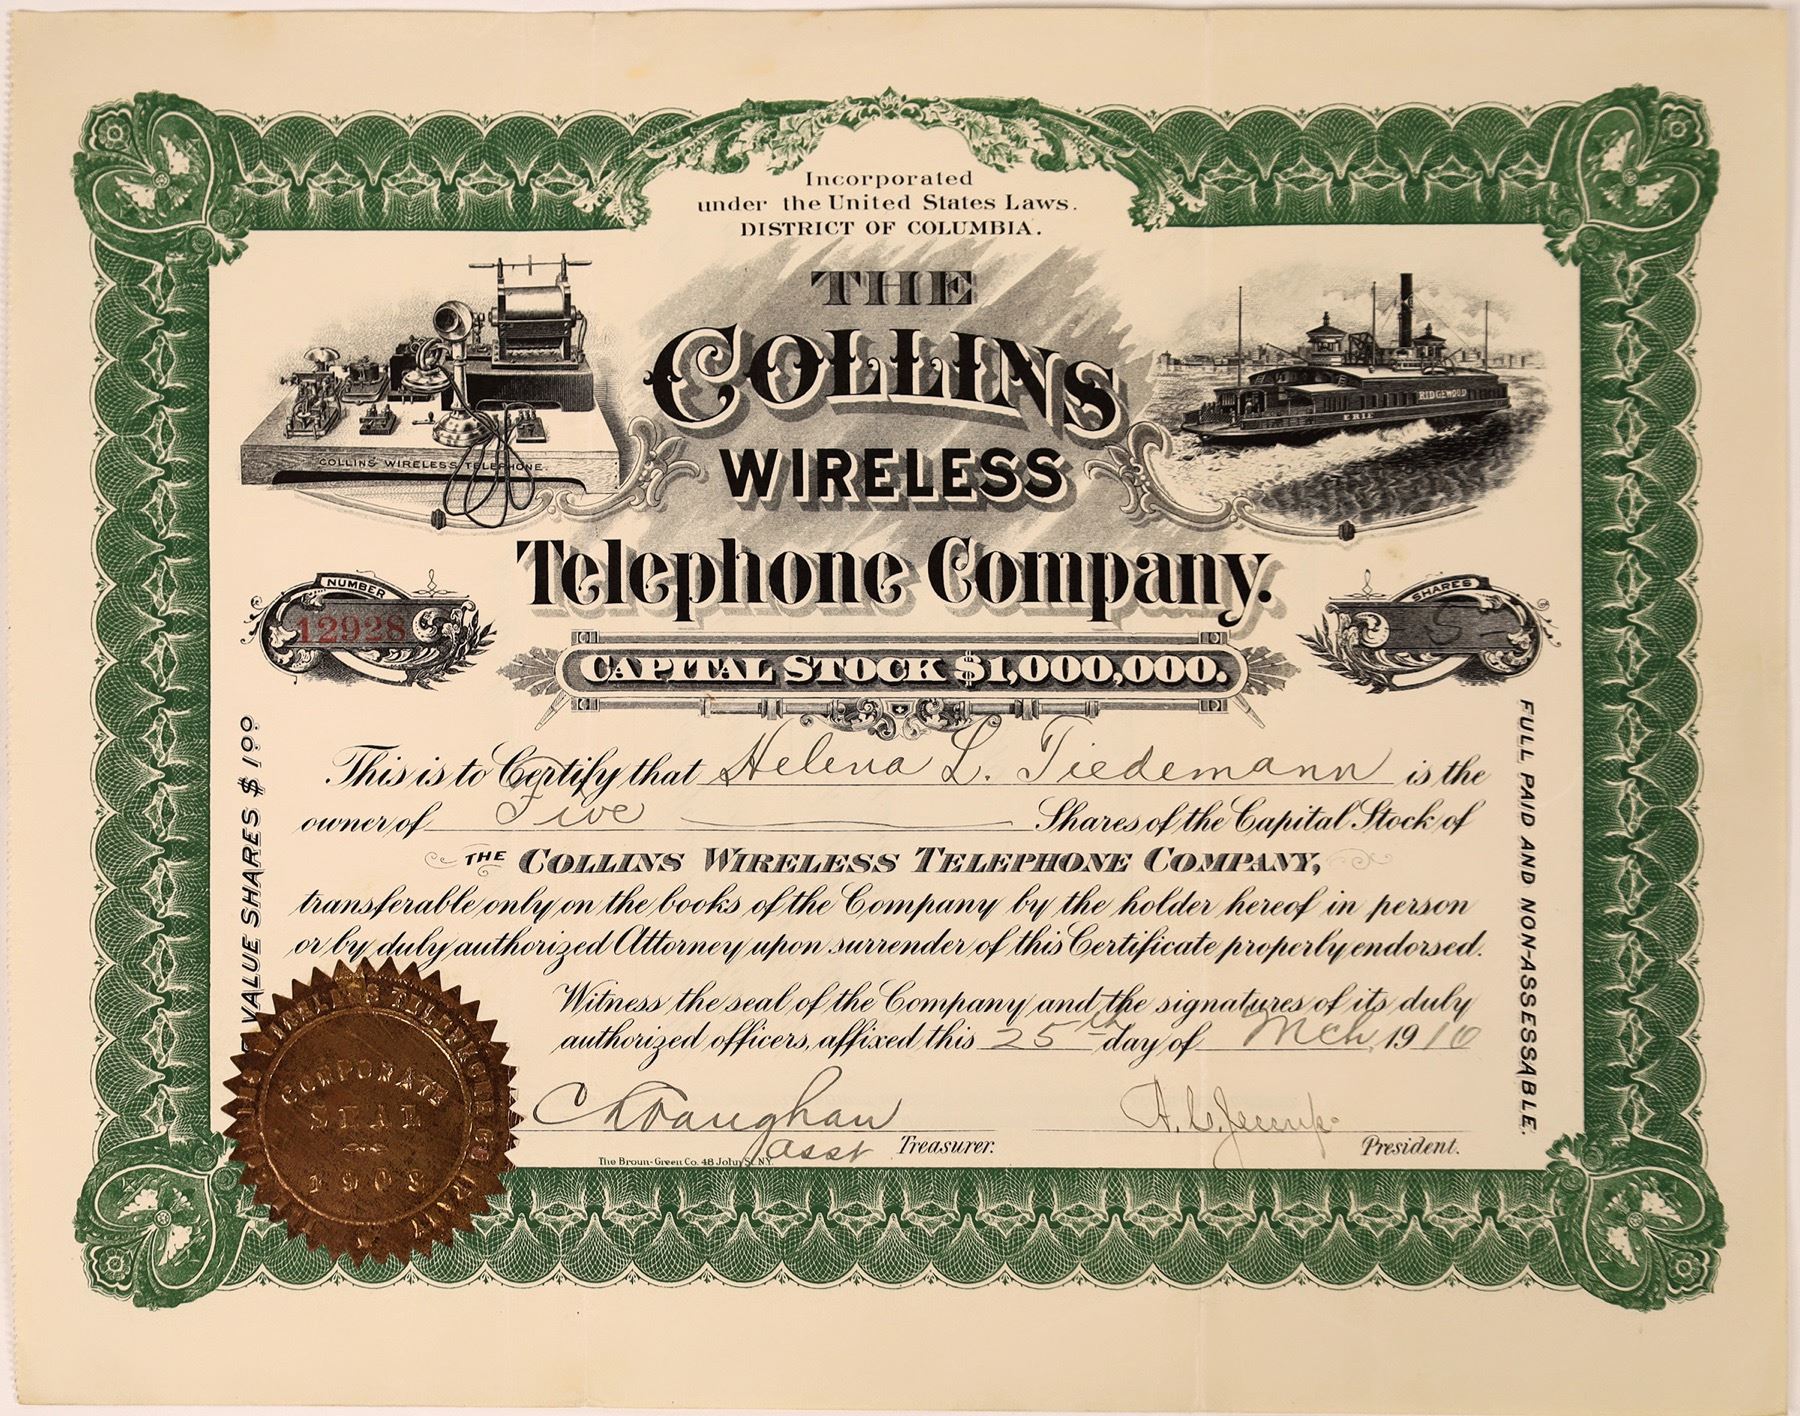 Incorporated
under the United States Laws.
DISTRICT OF COLUMBIA.
THE
COLLINS
WIRELESS
Telephone Company.
COLLINS WIRELESS TELEPHONE.
RIDGEWOOD
ERIE
NUMBER
12928
SHARES
5
CAPITAL STOCK $1,000,000.
VALUE SHARES $1.00
FULL PAID AND NON-ASSESSABLE.
This is to Certify that Helena L. Tiedemann is the
owner of Five Shares of the Capital Stock of
THE COLLINS WIRELESS TELEPHONE COMPANY,
transferable only on the books of the Company by the holder hereof in person
or by duly authorized Attorney upon surrender of this Certificate properly endorsed.
Witness the seal of the Company and the signatures of its duly
authorized officers, affixed this 25th day of Mch 1910
Asst Treasurer.
President.
The Broun-Green Co. 48 John St. N.Y.
CORPORATE
SEAL